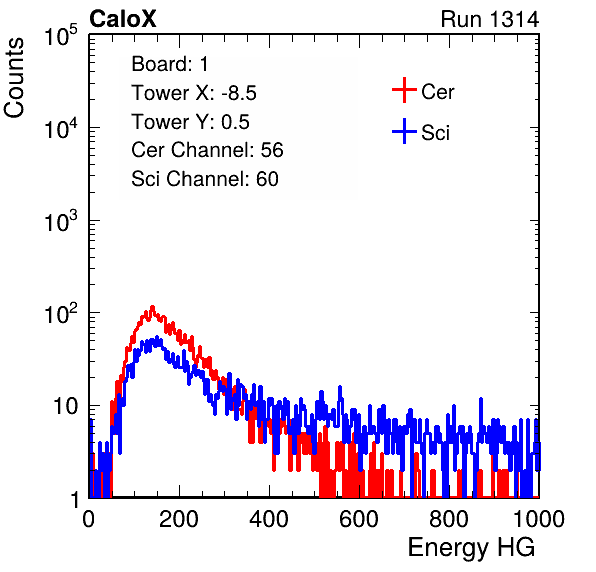 CaloX Run 1314
Counts
10^5
10^4
10^3
10^2
10
1
Board: 1
Tower X: -8.5
Tower Y: 0.5
Cer Channel: 56
Sci Channel: 60
Cer
Sci
0 200 400 600 800 1000
Energy HG